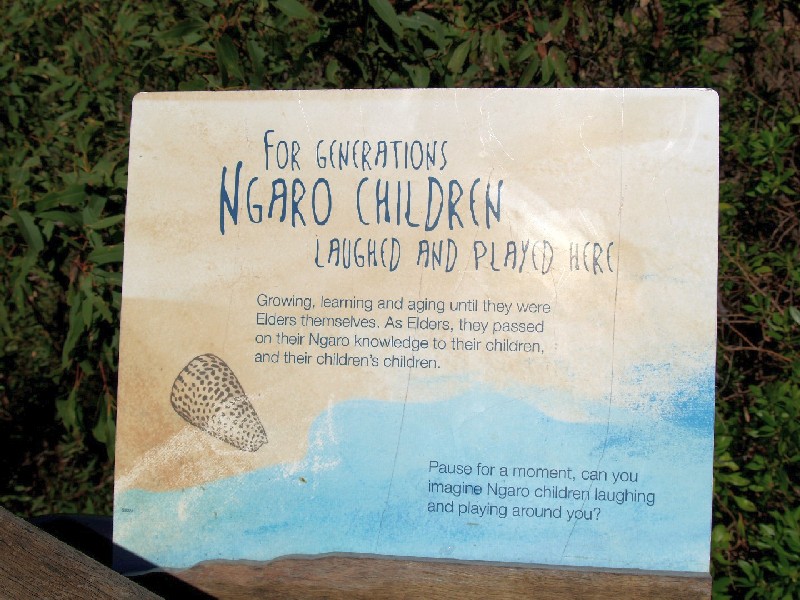 For generations
Ngaro children
laughed and played here
Growing, learning and aging until they were
Elders themselves. As Elders, they passed
on their Ngaro knowledge to their children,
and their children's children.
Pause for a moment, can you
imagine Ngaro children laughing
and playing around you?